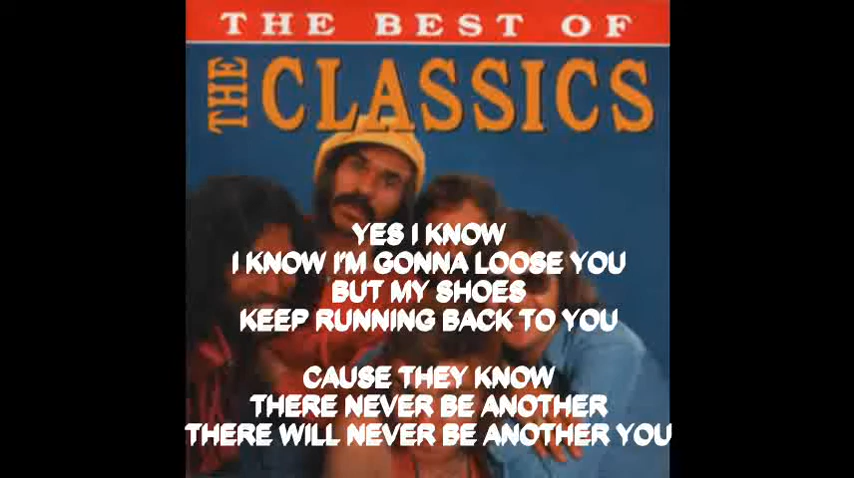 THE BEST OF
THE CLASSICS
YES I KNOW
I KNOW I'M GONNA LOOSE YOU
BUT MY SHOES
KEEP RUNNING BACK TO YOU
CAUSE THEY KNOW
THERE NEVER BE ANOTHER
THERE WILL NEVER BE ANOTHER YOU